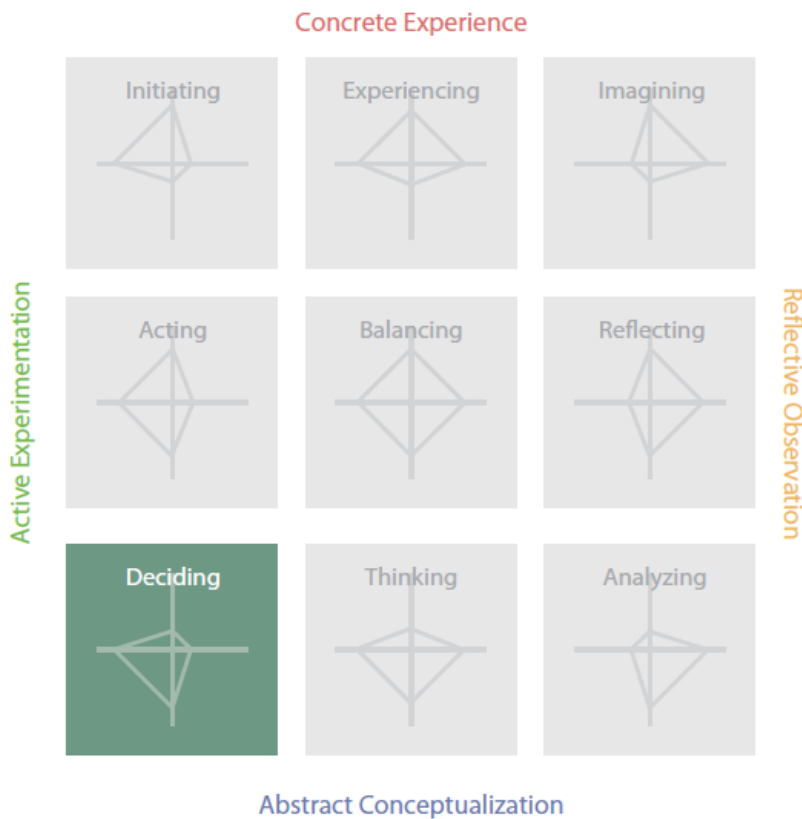 Concrete Experience
Initiating
Experiencing
Imagining
Active Experimentation
Reflective Observation
Acting
Balancing
Reflecting
Deciding
Thinking
Analyzing
Abstract Conceptualization